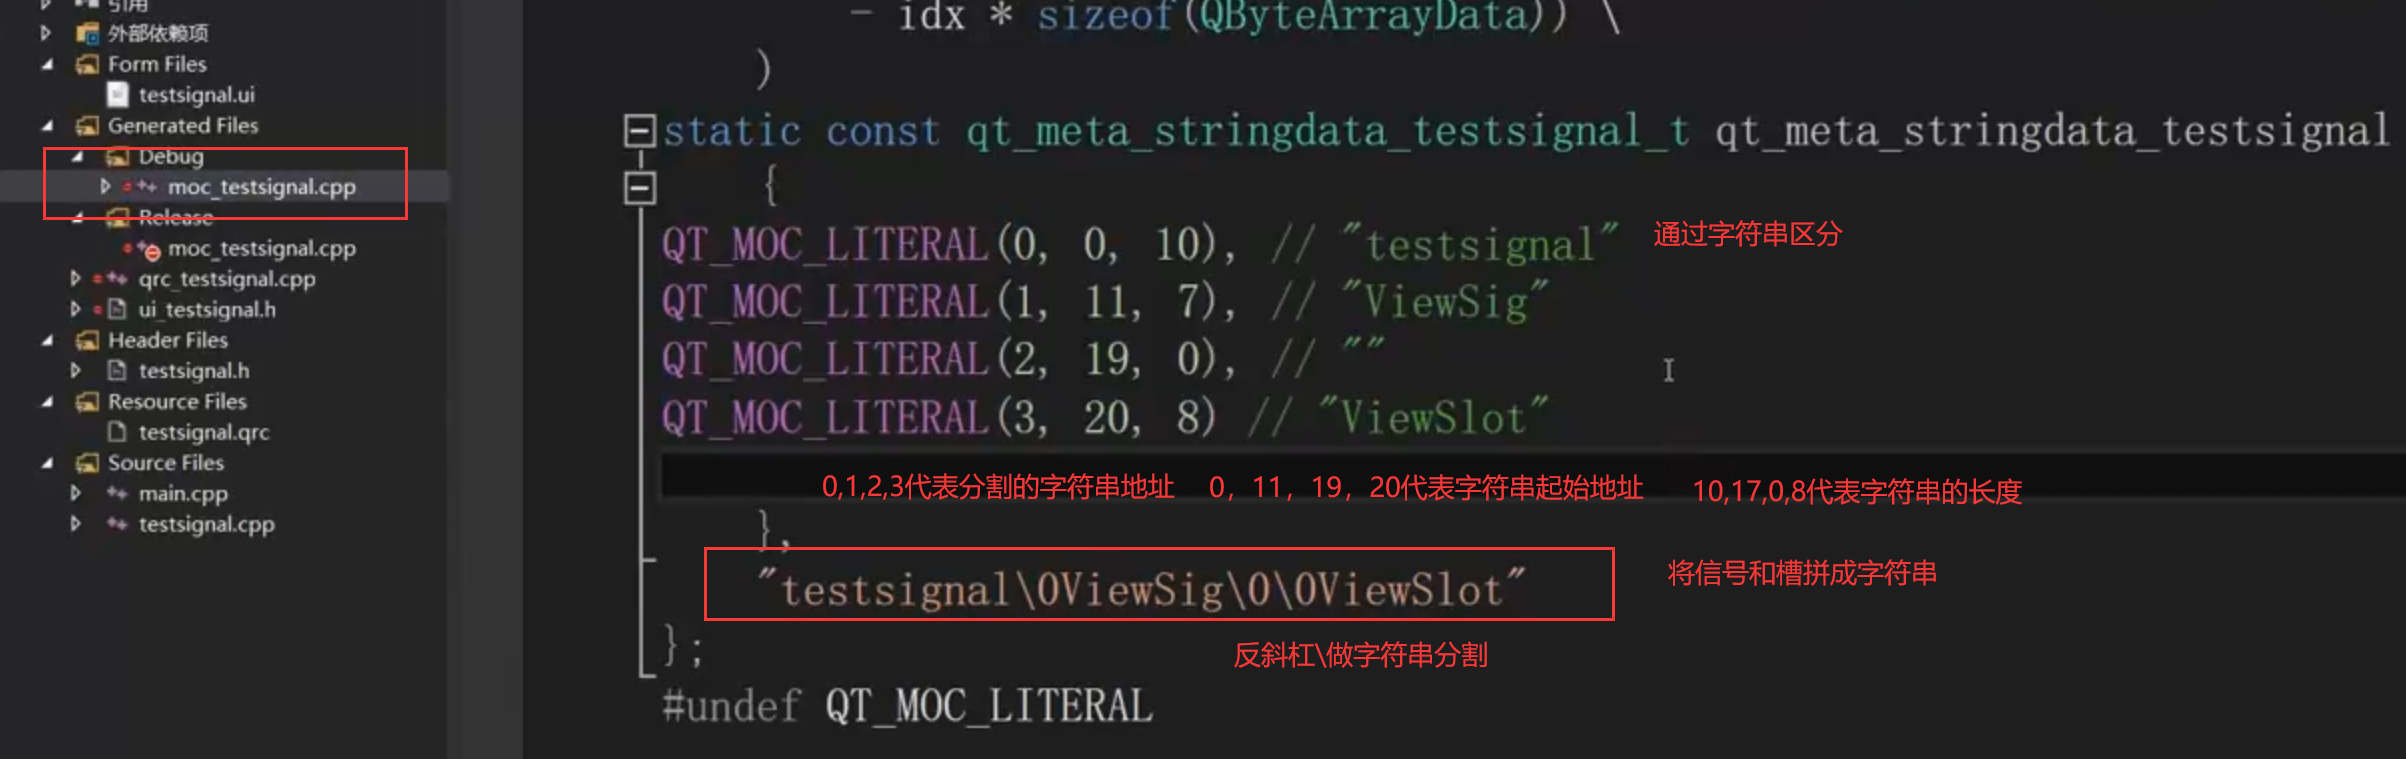 引用
外部依赖项
Form Files
testsignal.ui
Generated Files
Debug
moc_testsignal.cpp
Release
moc_testsignal.cpp
qrc_testsignal.cpp
ui_testsignal.h
Header Files
testsignal.h
Resource Files
testsignal.qrc
Source Files
main.cpp
testsignal.cpp
- idx * sizeof(QByteArrayData)) \
)
static const qt_meta_stringdata_testsignal_t qt_meta_stringdata_testsignal
{
QT_MOC_LITERAL(0, 0, 10), // "testsignal" 通过字符串区分
QT_MOC_LITERAL(1, 11, 7), // "ViewSig"
QT_MOC_LITERAL(2, 19, 0), // ""
QT_MOC_LITERAL(3, 20, 8) // "ViewSlot"
0,1,2,3代表分割的字符串地址 0，11，19，20代表字符串起始地址 10,17,0,8代表字符串的长度
},
"testsignal\0ViewSig\0\0ViewSlot" 将信号和槽拼成字符串
反斜杠\做字符串分割
};
#undef QT_MOC_LITERAL